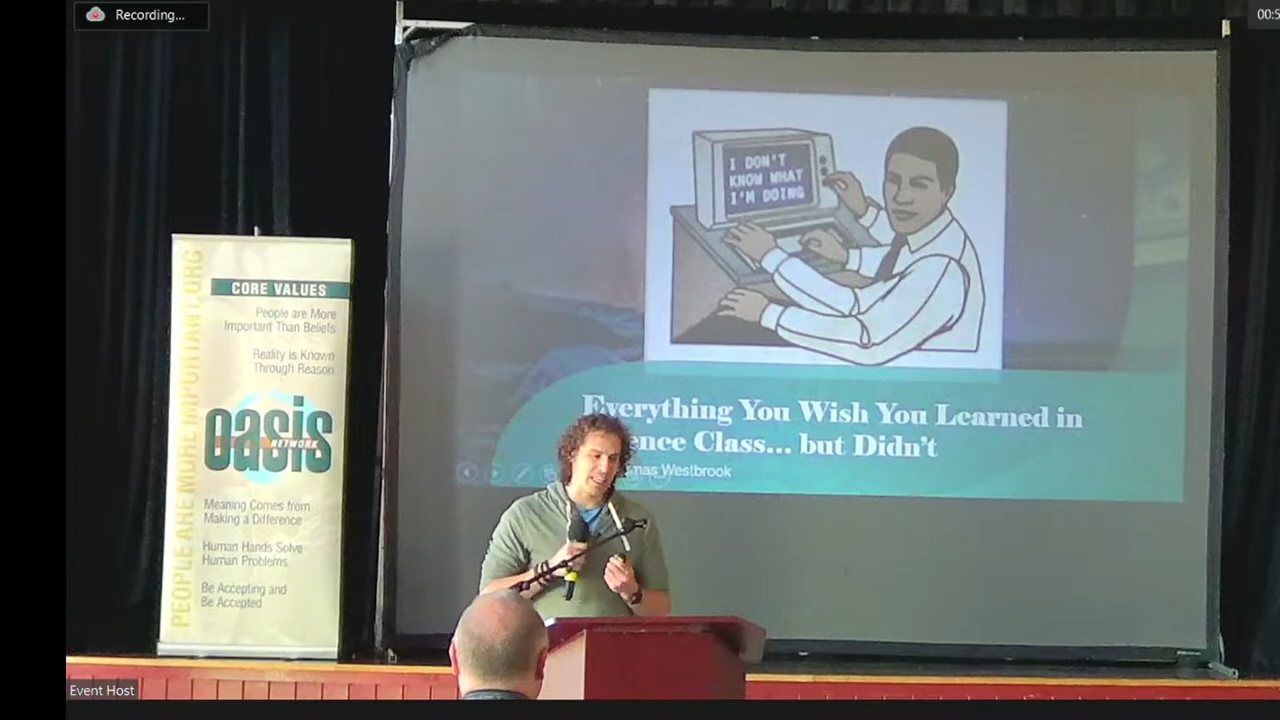 Recording...
00:5
I DON'T
KNOW WHAT
I'M DOING
Everything You Wish You Learned in
ence Class... but Didn't
mas Westbrook
PEOPLE ARE MORE IMPORTANT.ORG
CORE VALUES
People are More
Important Than Beliefs
Reality is Known
Through Reason
oasis
NETWORK
Meaning Comes from
Making a Difference
Human Hands Solve
Human Problems
Be Accepting and
Be Accepted
Event Host